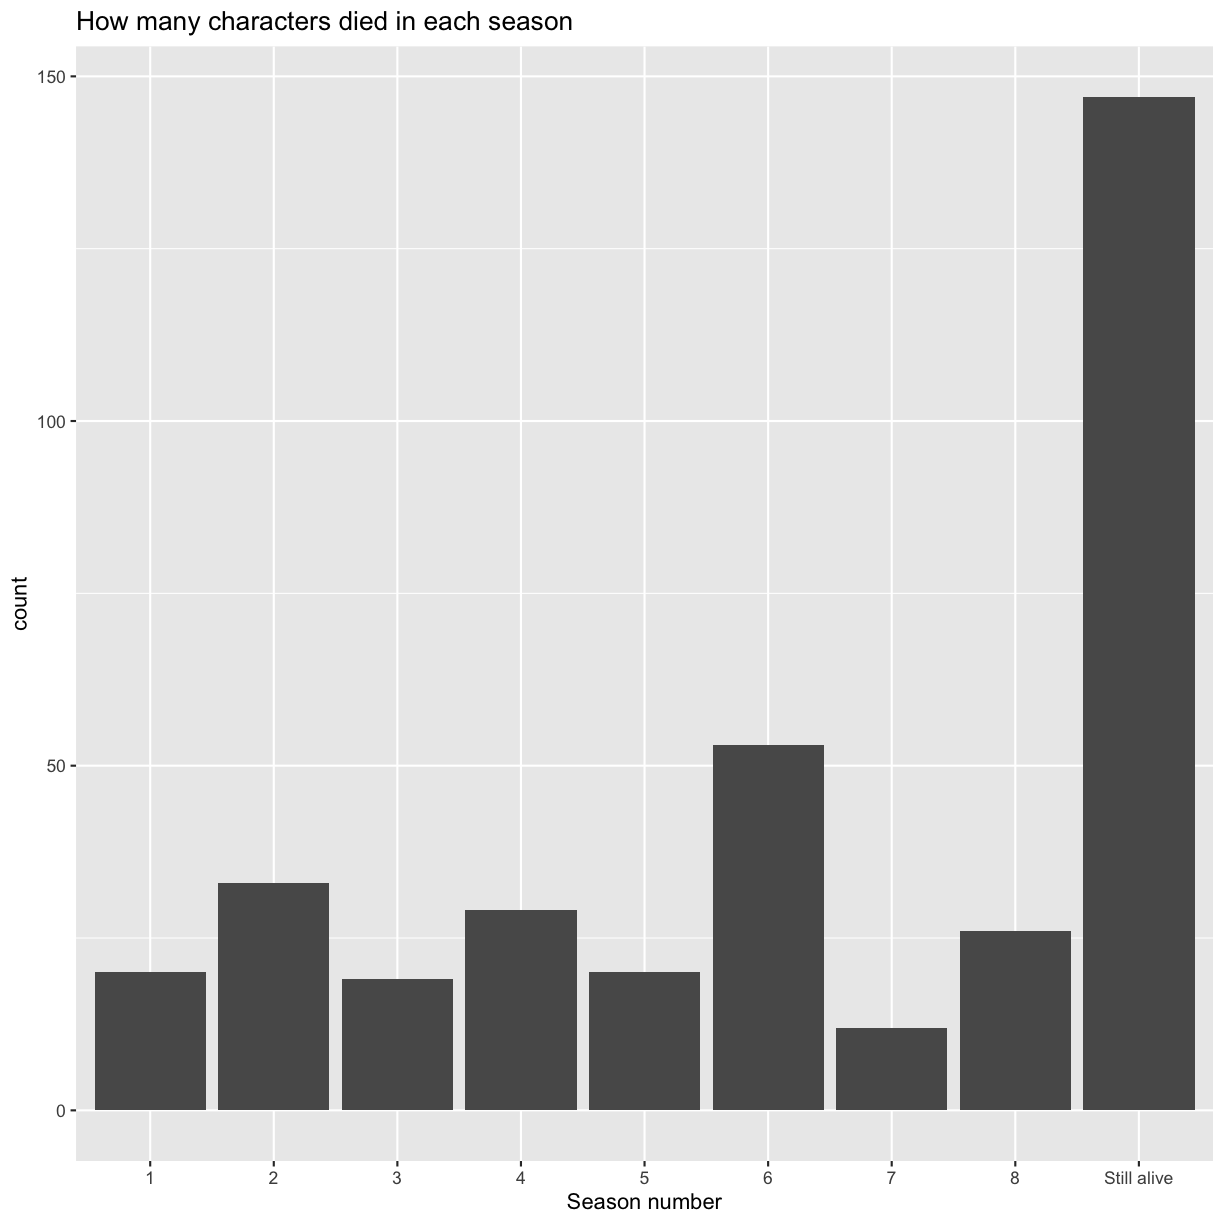 How many characters died in each season
150
100
50
0
count
1 2 3 4 5 6 7 8 Still alive
Season number